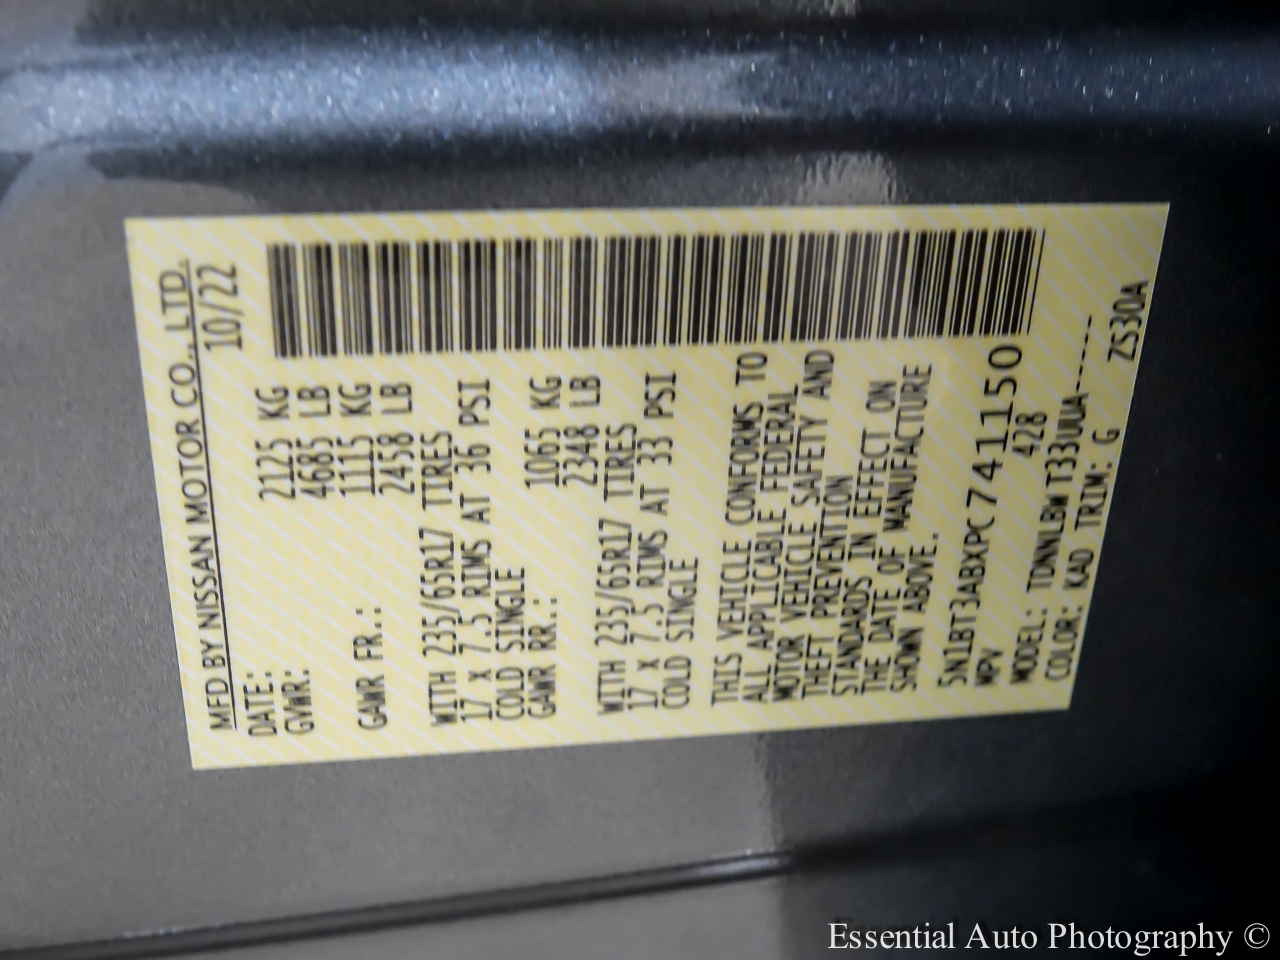 MFD BY NISSAN MOTOR CO., LTD.
DATE: 10/22
GVWR: 2125 KG
4685 LB
GAWR FR.: 1115 KG
2458 LB
WITH 235/65R17 TIRES
17 x 7.5 RIMS AT 36 PSI
COLD SINGLE
GAWR RR.: 1065 KG
2348 LB
WITH 235/65R17 TIRES
17 x 7.5 RIMS AT 33 PSI
COLD SINGLE
THIS VEHICLE CONFORMS TO
ALL APPLICABLE FEDERAL
MOTOR VEHICLE SAFETY AND
THEFT PREVENTION
STANDARDS IN EFFECT ON
THE DATE OF MANUFACTURE
SHOWN ABOVE.
5N1BT3ABXPC741150
MPV 428
MODEL: TDNNLBWT33UUA------
COLOR: KAD TRIM: G ZS30A
Essential Auto Photography ©